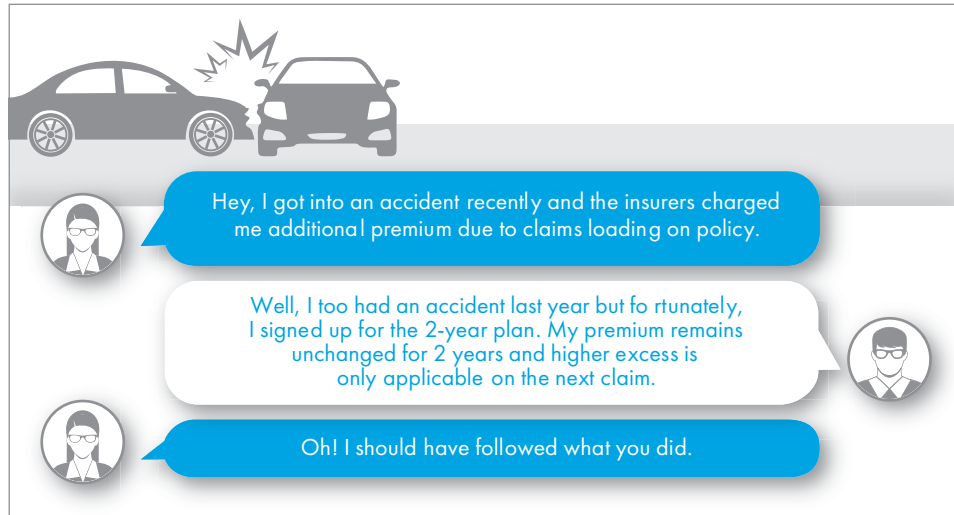 Hey, I got into an accident recently and the insurers charged
me additional premium due to claims loading on policy.
Well, I too had an accident last year but fo rtunately,
I signed up for the 2-year plan. My premium remains
unchanged for 2 years and higher excess is
only applicable on the next claim.
Oh! I should have followed what you did.